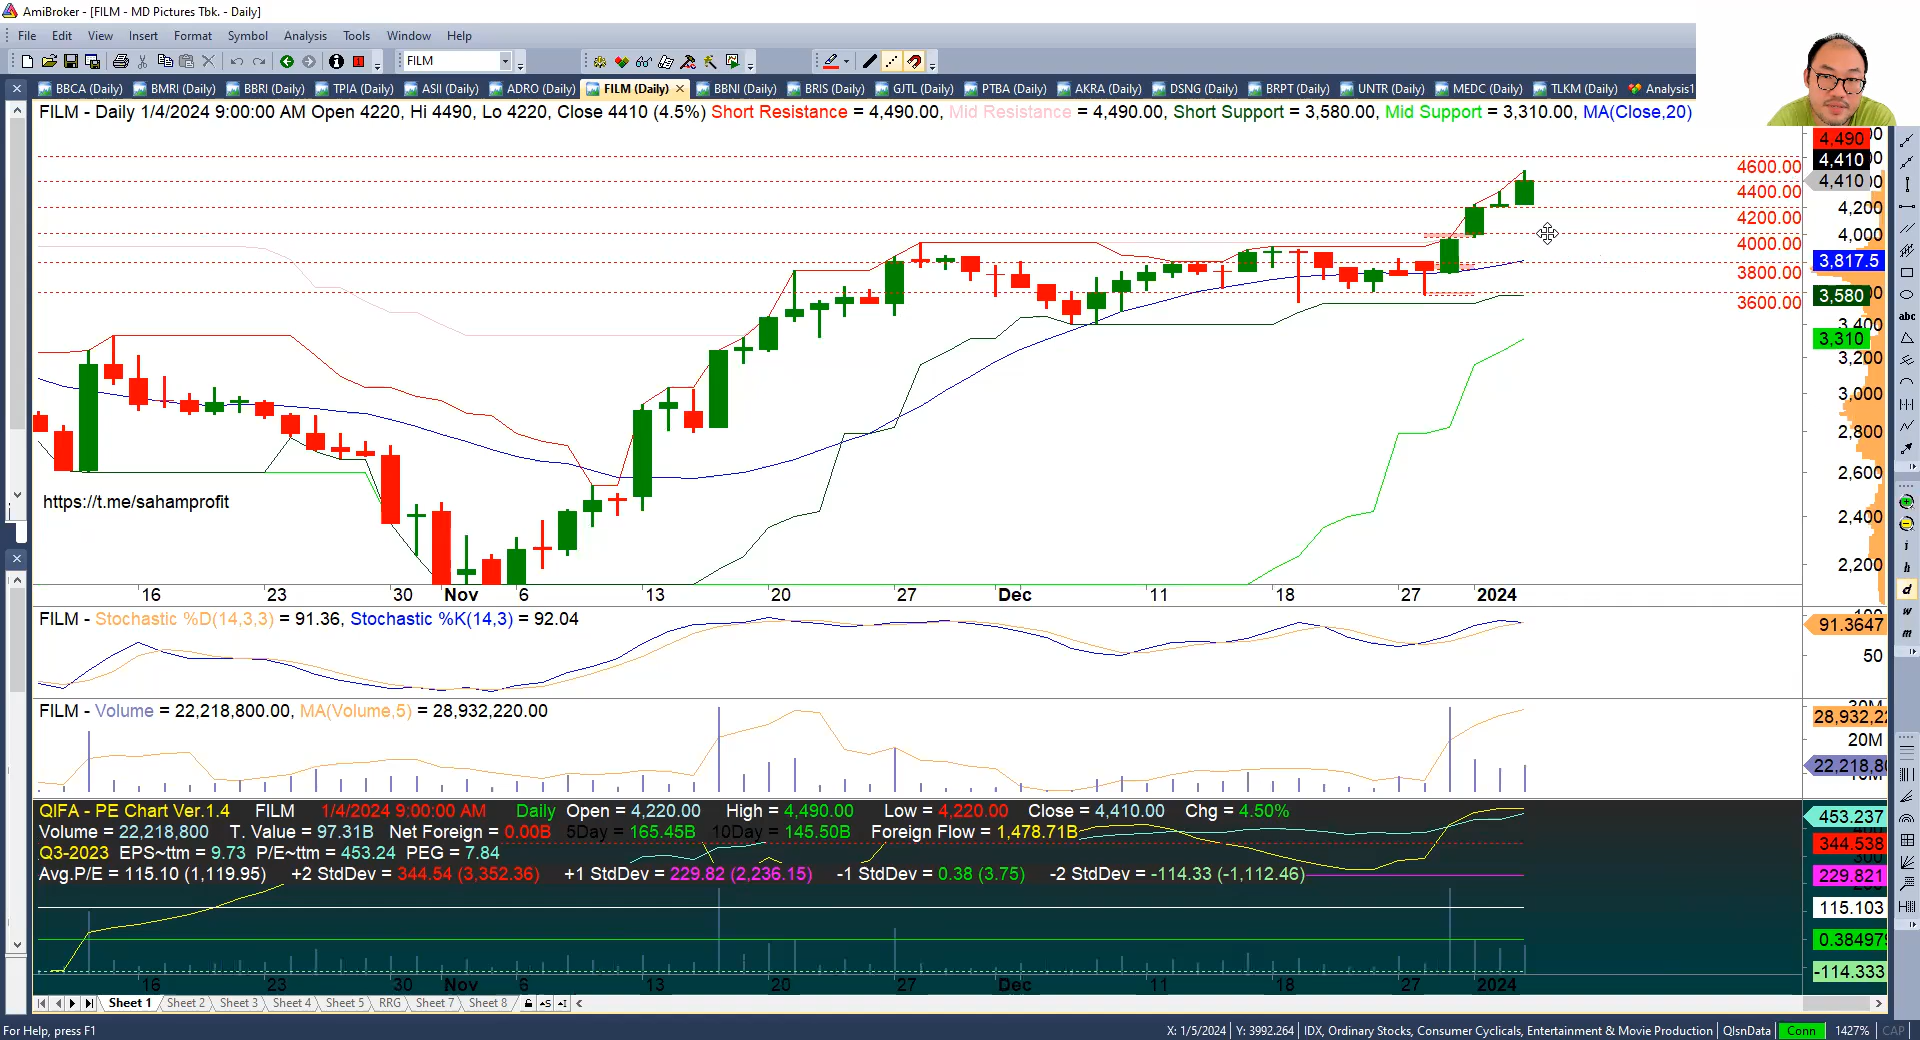 AmiBroker - [FILM - MD Pictures Tbk. - Daily]
File Edit View Insert Format Symbol Analysis Tools Window Help
FILM
BBCA (Daily) BMRI (Daily) BBRI (Daily) TPIA (Daily) ASII (Daily) ADRO (Daily) FILM (Daily) BBNI (Daily) BRIS (Daily) GJTL (Daily) PTBA (Daily) AKRA (Daily) DSNG (Daily) BRPT (Daily) UNTR (Daily) MEDC (Daily) TLKM (Daily) Analysis1
FILM - Daily 1/4/2024 9:00:00 AM Open 4220, Hi 4490, Lo 4220, Close 4410 (4.5%) Short Resistance = 4,490.00, Mid Resistance = 4,490.00, Short Support = 3,580.00, Mid Support = 3,310.00, MA(Close,20)
4,490
4,410
4600.00
4,410
4400.00
4,200
4200.00
4,000
4000.00
3,817.5
3800.00
3,580
3600.00
3,400
3,310
3,200
3,000
2,800
2,600
2,400
2,200
abc
https://t.me/sahamprofit
16 23 30 Nov 6 13 20 27 Dec 11 18 27 2024
FILM - Stochastic %D(14,3,3) = 91.36, Stochastic %K(14,3) = 92.04
100
91.3647
50
i
h
d
w
m
FILM - Volume = 22,218,800.00, MA(Volume,5) = 28,932,220.00
30M
28,932,22
20M
22,218,80
QIFA - PE Chart Ver.1.4 FILM 1/4/2024 9:00:00 AM Daily Open = 4,220.00 High = 4,490.00 Low = 4,220.00 Close = 4,410.00 Chg = 4.50%
Volume = 22,218,800 T. Value = 97.31B Net Foreign = 0.00B 5Day = 165.45B 10Day = 145.50B Foreign Flow = 1,478.71B
Q3-2023 EPS~ttm = 9.73 P/E~ttm = 453.24 PEG = 7.84
Avg.P/E = 115.10 (1,119.95) +2 StdDev = 344.54 (3,352.36) +1 StdDev = 229.82 (2,236.15) -1 StdDev = 0.38 (3.75) -2 StdDev = -114.33 (-1,112.46)
453.237
344.538
229.821
115.103
0.384979
-114.333
16 23 30 Nov 6 13 20 27 Dec 11 18 27 2024
Sheet 1 Sheet 2 Sheet 3 Sheet 4 Sheet 5 RRG Sheet 7 Sheet 8
For Help, press F1 X: 1/5/2024 Y: 3992.264 IDX, Ordinary Stocks, Consumer Cyclicals, Entertainment & Movie Production QIsnData Conn 1427% CAP